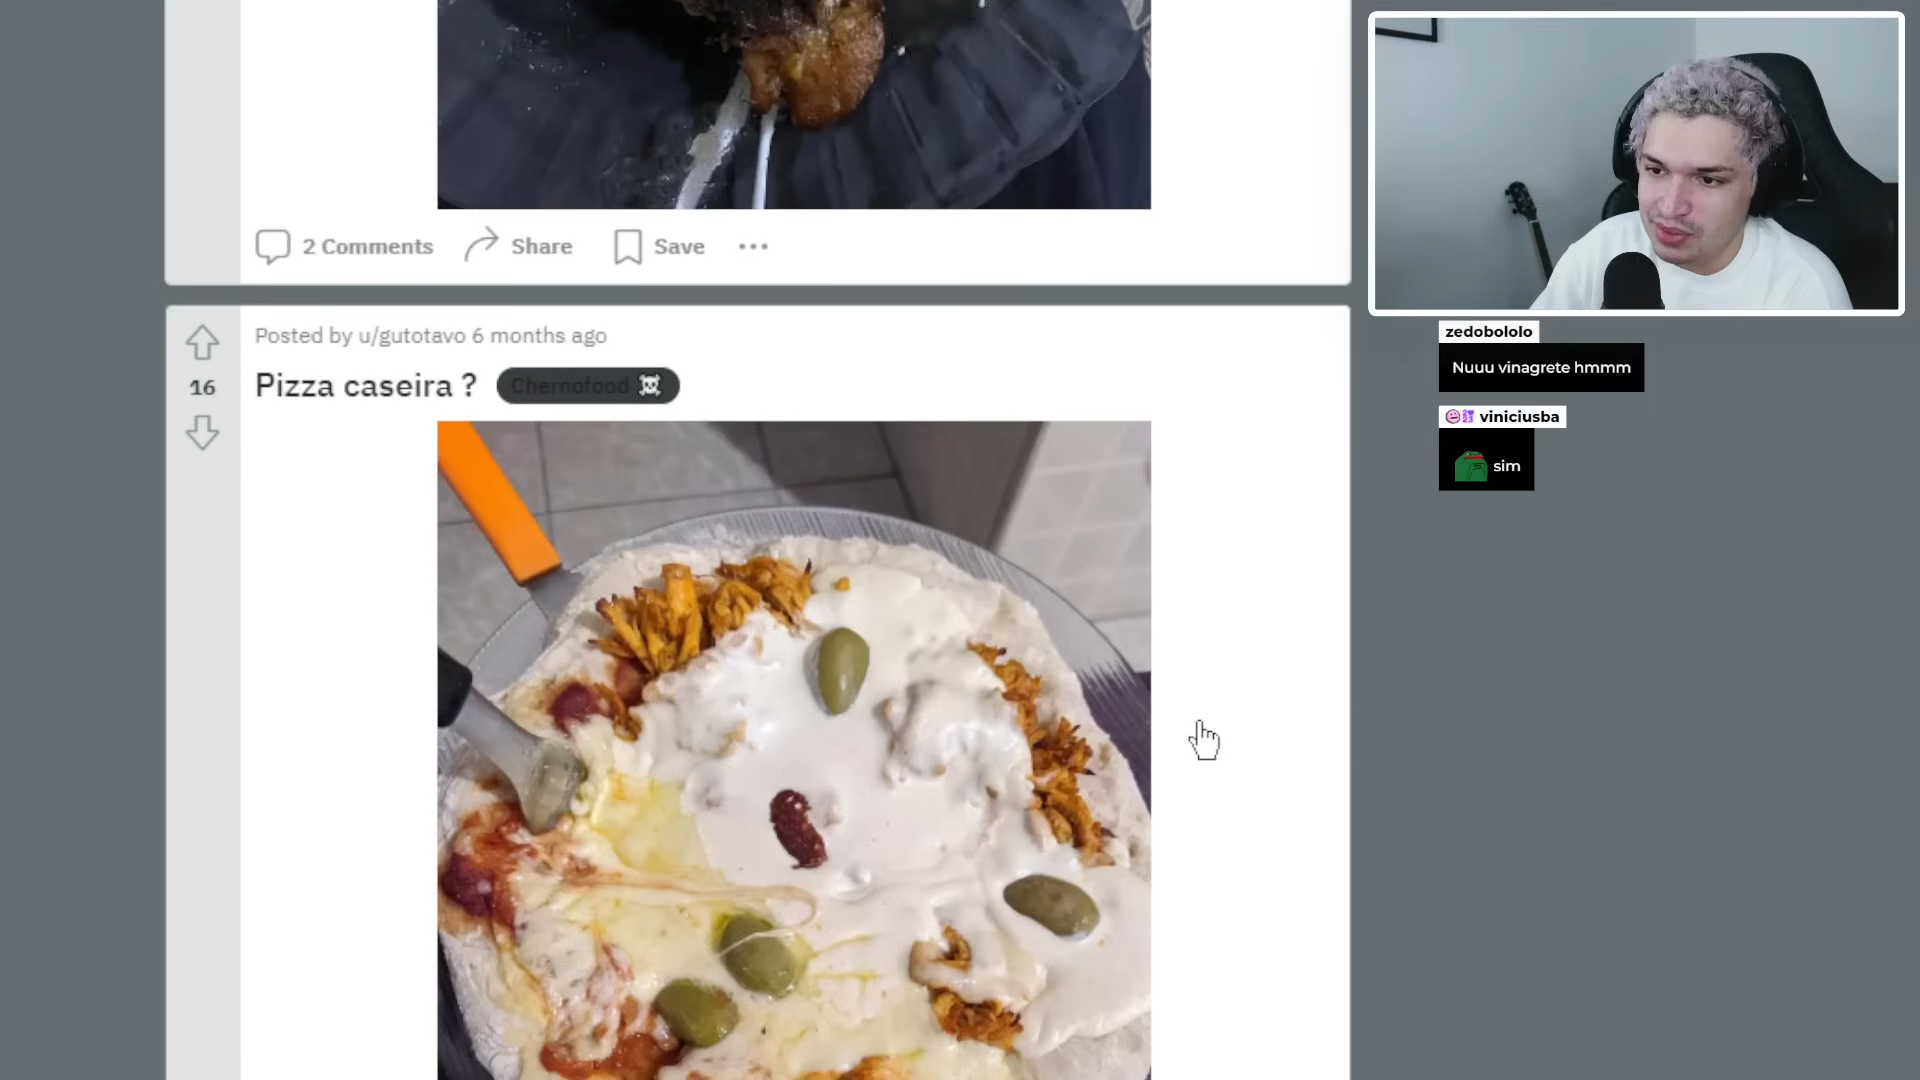 2 Comments
Share
Save
Posted by u/gutotavo 6 months ago
16
Pizza caseira ?
Chernofood
zedobololo
Nuuu vinagrete hmmm
viniciusba
sim